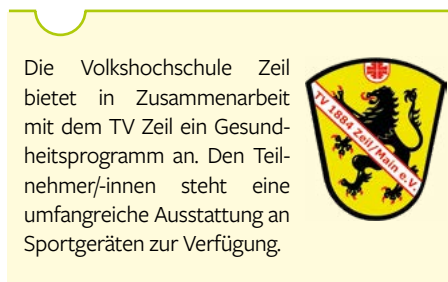 Die Volkshochschule Zeil
bietet in Zusammenarbeit
mit dem TV Zeil ein Gesund-
heitsprogramm an. Den Teil-
nehmer/-innen steht eine
umfangreiche Ausstattung an
Sportgeräten zur Verfügung.
TV 1884 Zeil/Main e.V.